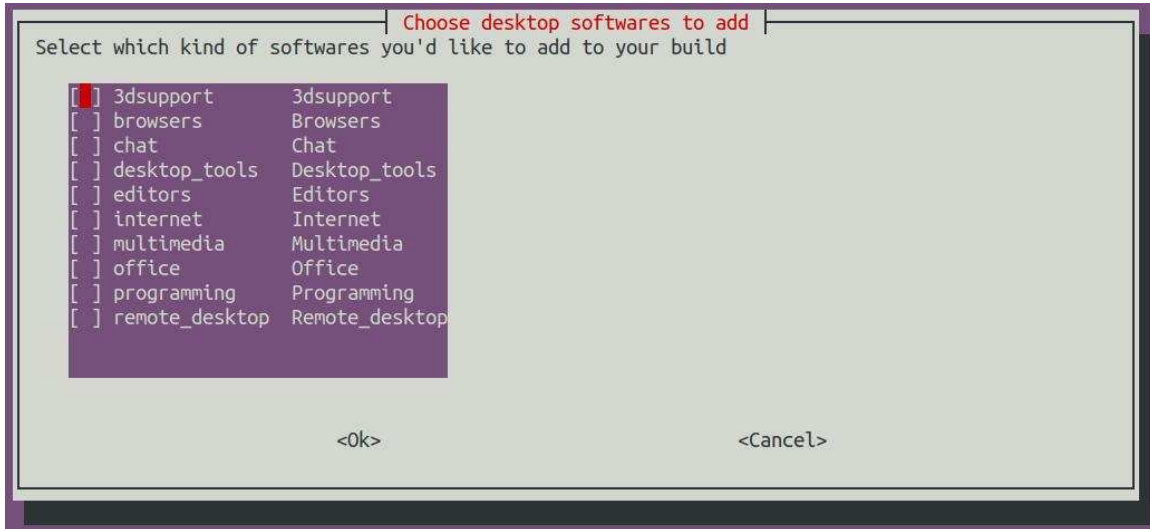 Choose desktop softwares to add
Select which kind of softwares you'd like to add to your build
[ ] 3dsupport 3dsupport
[ ] browsers Browsers
[ ] chat Chat
[ ] desktop_tools Desktop_tools
[ ] editors Editors
[ ] internet Internet
[ ] multimedia Multimedia
[ ] office Office
[ ] programming Programming
[ ] remote_desktop Remote_desktop
<Ok> <Cancel>